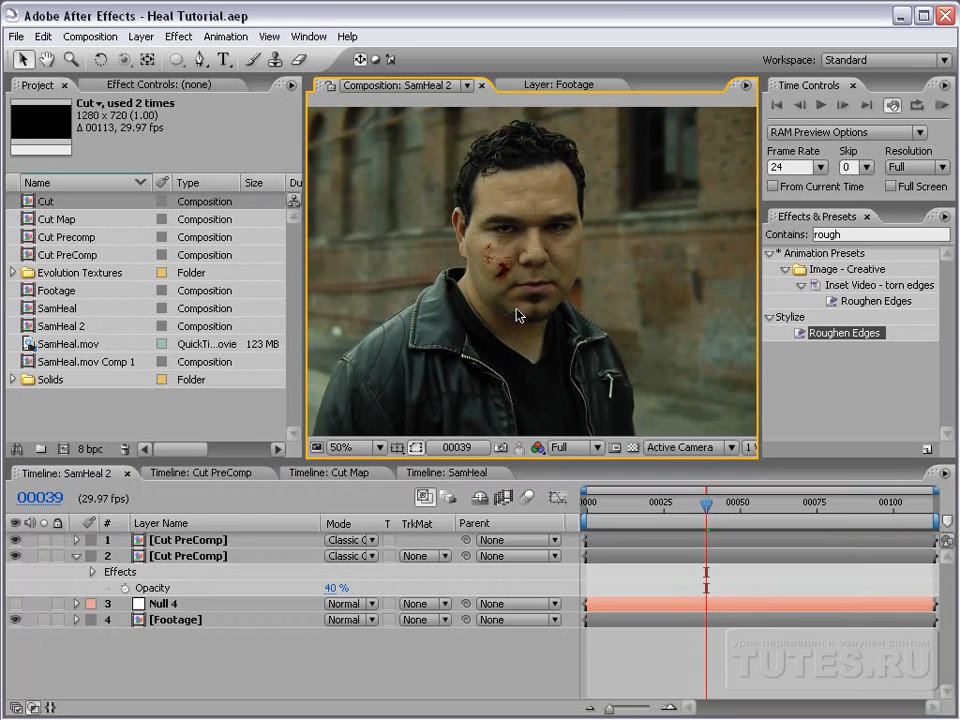 Adobe After Effects - Heal Tutorial.aep
File Edit Composition Layer Effect Animation View Window Help
Workspace: Standard
Project Effect Controls: (none)
Composition: SamHeal 2 Layer: Footage
Time Controls
Cut, used 2 times
1280 x 720 (1.00)
Δ 00113, 29.97 fps
RAM Preview Options
Frame Rate Skip Resolution
24 0 Full
From Current Time Full Screen
Name Type Size Du
Cut Composition
Cut Map Composition
Cut Precomp Composition
Cut PreComp Composition
Evolution Textures Folder
Footage Composition
SamHeal Composition
SamHeal 2 Composition
SamHeal.mov QuickTi...ovie 123 MB
SamHeal.mov Comp 1 Composition
Solids Folder
8 bpc
Effects & Presets
Contains: rough
* Animation Presets
Image - Creative
Inset Video - torn edges
Roughen Edges
Stylize
Roughen Edges
50% 00039 Full Active Camera 1
Timeline: SamHeal 2 Timeline: Cut PreComp Timeline: Cut Map Timeline: SamHeal
00039 (29.97 fps)
0000 00025 00050 00075 00100
# Layer Name Mode T TrkMat Parent
1 [Cut PreComp] Classic C None
2 [Cut PreComp] Classic C None None
Effects
Opacity 40 %
3 Null 4 Normal None None
4 [Footage] Normal None None
урок переведен и озвучен сайтом
TUTES.RU